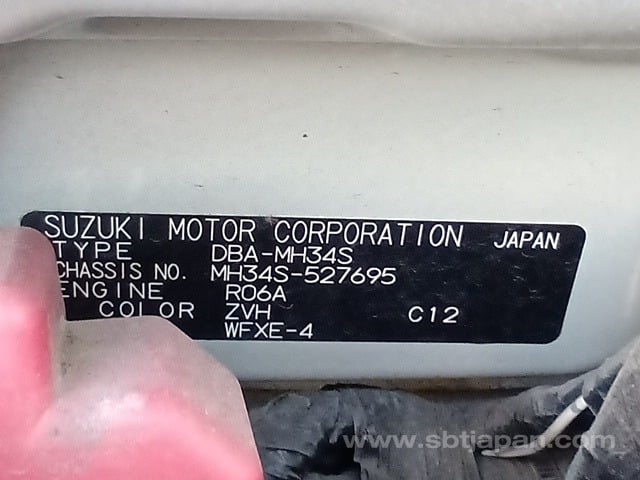 SUZUKI MOTOR CORPORATION JAPAN
TYPE DBA-MH34S
CHASSIS NO. MH34S-527695
ENGINE R06A
COLOR ZVH C12
WFXE-4
www.sbtjapan.com